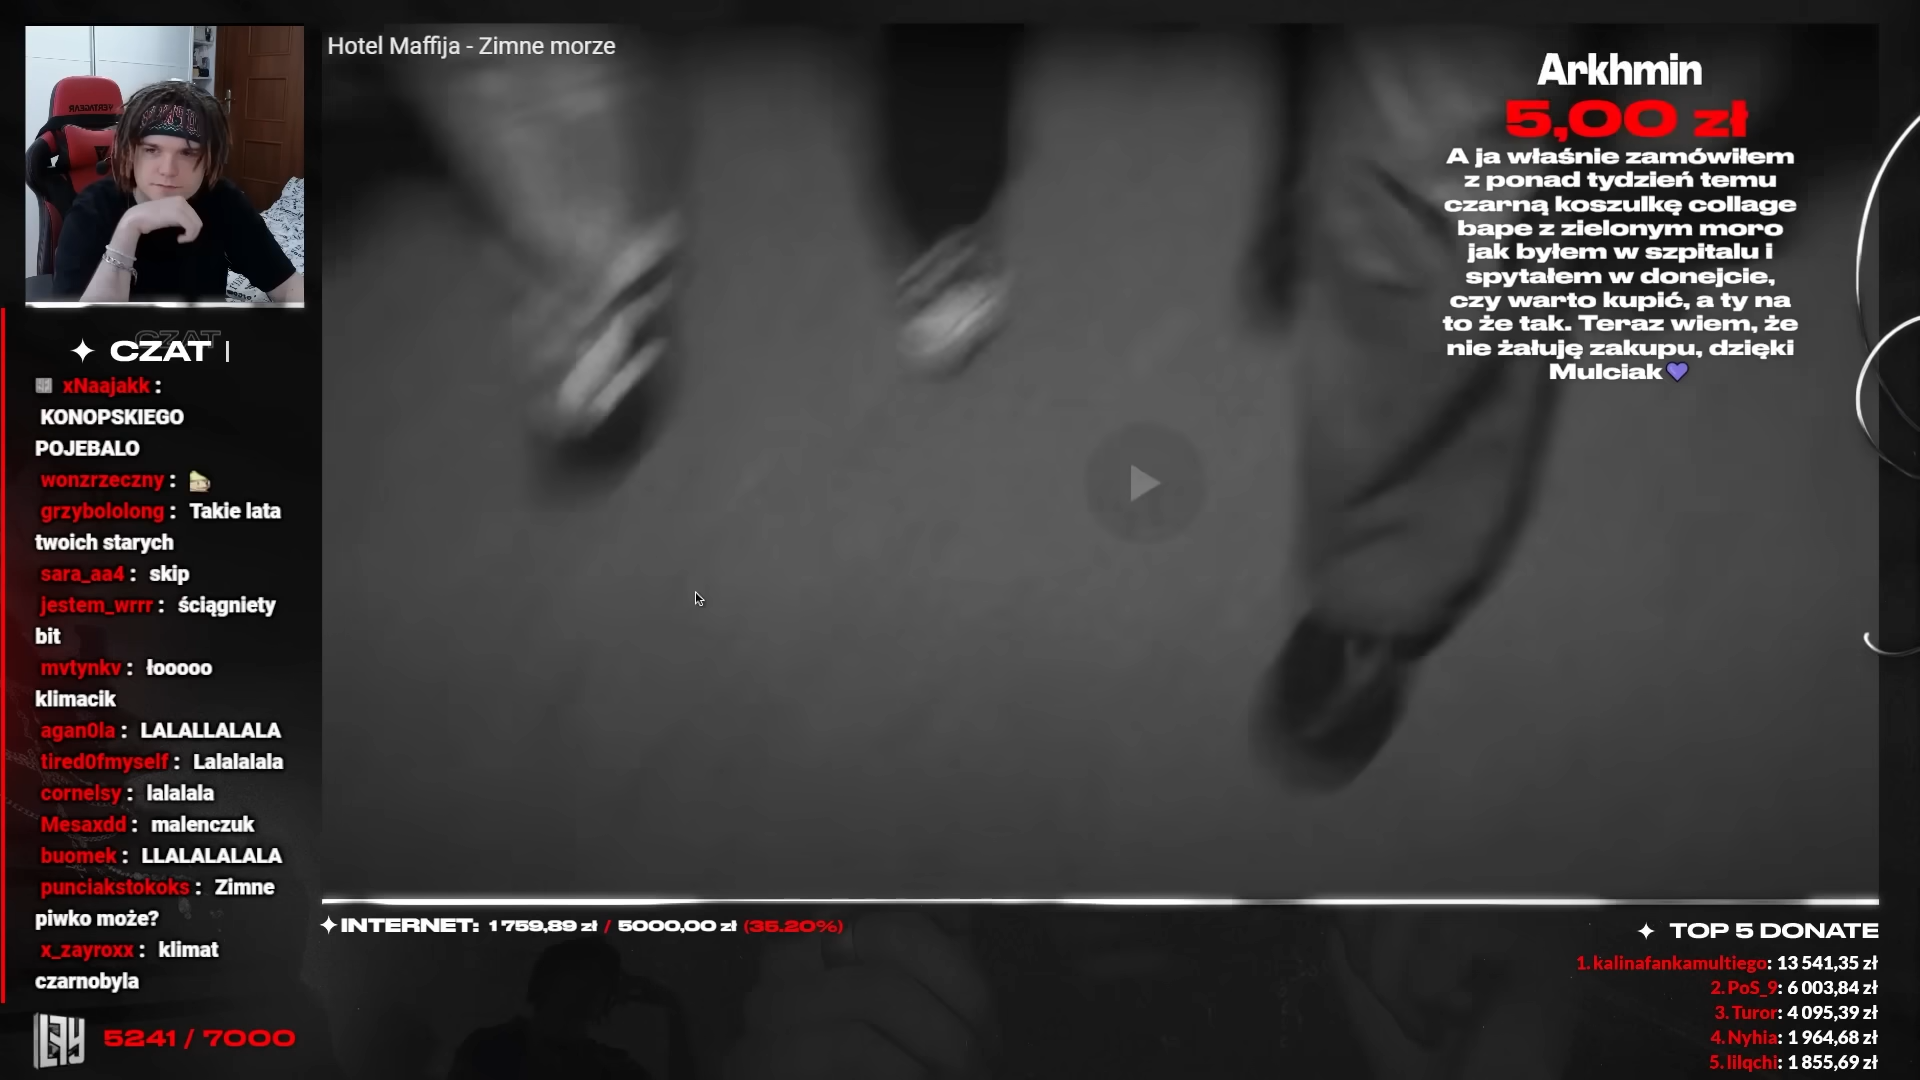 Hotel Maffija - Zimne morze
Arkhmin
5,00 zł
A ja właśnie zamówiłem
z ponad tydzień temu
czarną koszulkę collage
bape z zielonym moro
jak byłem w szpitalu i
spytałem w donejcie,
czy warto kupić, a ty na
to że tak. Teraz wiem, że
nie żałuję zakupu, dzięki
Mulciak💜
✦ CZAT |
xNaajakk :
KONOPSKIEGO
POJEBALO
wonzrzeczny :
grzybololong : Takie lata
twoich starych
sara_aa4 : skip
jestem_wrrr : ściągniety
bit
mvtynkv : łooooo
klimacik
agan0la : LALALLALALA
tired0fmyself : Lalalalala
cornelsy : lalalala
Mesaxdd : malenczuk
buomek : LLALALALALA
punciakstokoks : Zimne
piwko może?
x_zayroxx : klimat
czarnobyla
5241 / 7000
✦ INTERNET: 1 759,89 zł / 5000,00 zł (35.20%)
✦ TOP 5 DONATE
1. kalinafankamultiego: 13 541,35 zł
2. PoS_9: 6 003,84 zł
3. Turor: 4 095,39 zł
4. Nyhia: 1 964,68 zł
5. lilqchi: 1 855,69 zł